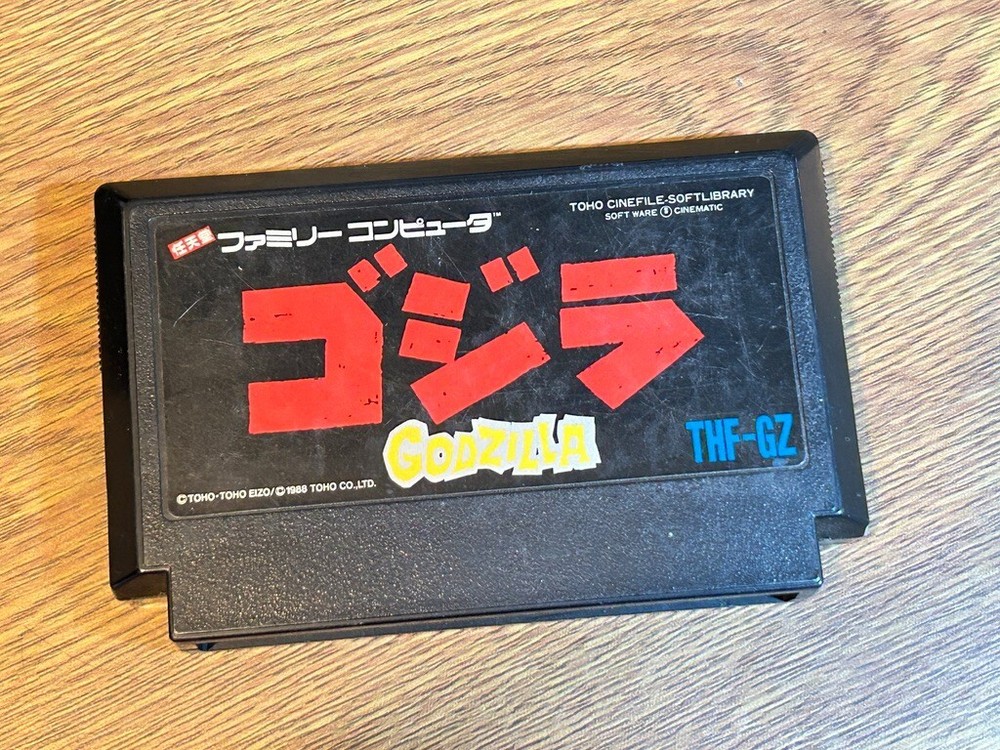 任天堂 ファミリー コンピュータ™
TOHO CINEFILE-SOFTLIBRARY
SOFT WARE Ⓑ CINEMATIC
ゴジラ
GODZILLA
THF-GZ
©TOHO・TOHO EIZO/©1988 TOHO CO.,LTD.